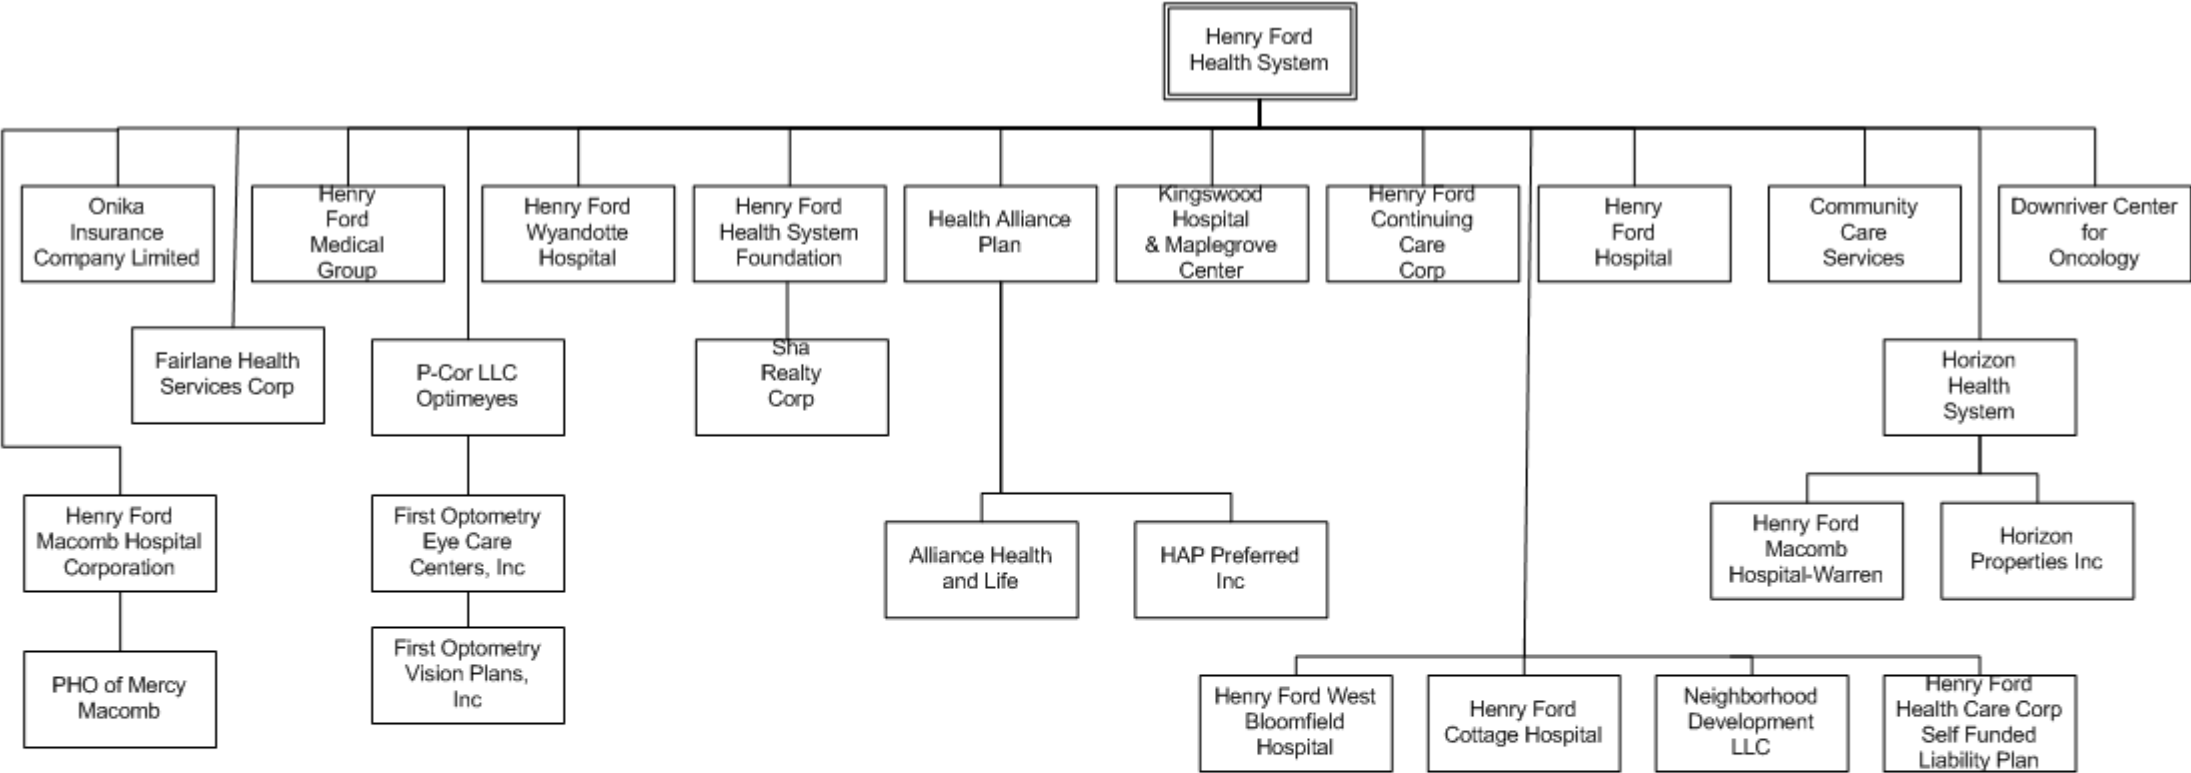 Henry Ford
Health System
Onika
Insurance
Company Limited
Henry
Ford
Medical
Group
Henry Ford
Wyandotte
Hospital
Henry Ford
Health System
Foundation
Health Alliance
Plan
Kingswood
Hospital
& Maplegrove
Center
Henry Ford
Continuing
Care
Corp
Henry
Ford
Hospital
Community
Care
Services
Downriver Center
for
Oncology
Fairlane Health
Services Corp
P-Cor LLC
Optimeyes
Sha
Realty
Corp
Horizon
Health
System
Henry Ford
Macomb Hospital
Corporation
First Optometry
Eye Care
Centers, Inc
Alliance Health
and Life
HAP Preferred
Inc
Henry Ford
Macomb
Hospital-Warren
Horizon
Properties Inc
PHO of Mercy
Macomb
First Optometry
Vision Plans,
Inc
Henry Ford West
Bloomfield
Hospital
Henry Ford
Cottage Hospital
Neighborhood
Development
LLC
Henry Ford
Health Care Corp
Self Funded
Liability Plan